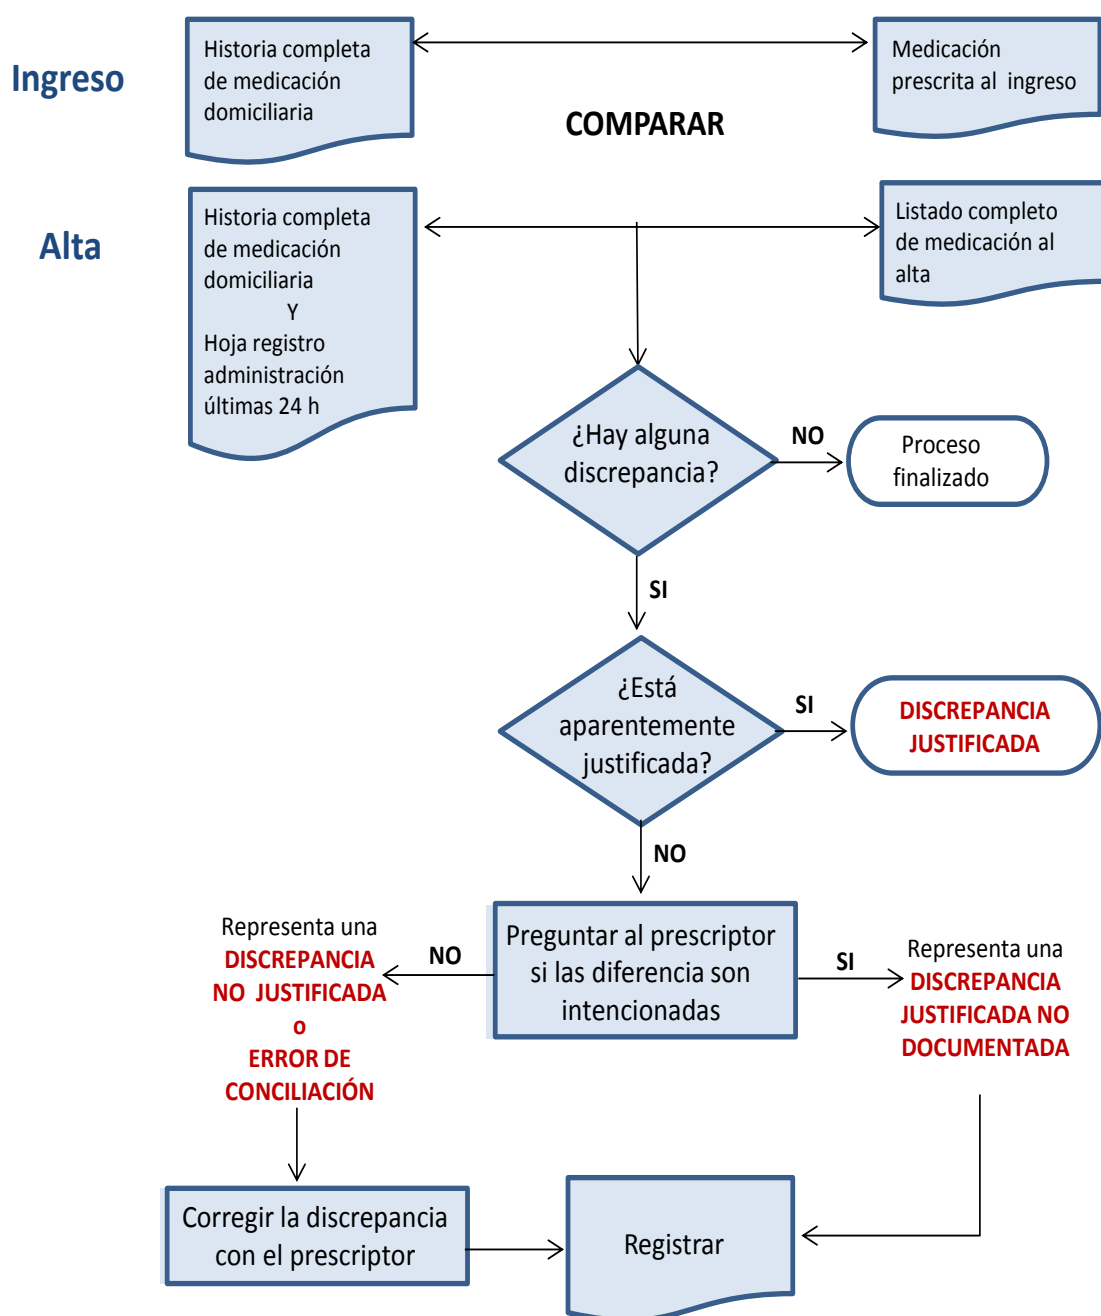 Ingreso
Historia completa
de medicación
domiciliaria
Medicación
prescrita al ingreso
COMPARAR
Alta
Historia completa
de medicación
domiciliaria
Y
Hoja registro
administración
últimas 24 h
Listado completo
de medicación al
alta
¿Hay alguna
discrepancia?
NO
Proceso
finalizado
SI
¿Está
aparentemente
justificada?
SI
DISCREPANCIA
JUSTIFICADA
NO
Preguntar al prescriptor
si las diferencia son
intencionadas
NO
Representa una
DISCREPANCIA
NO JUSTIFICADA
o
ERROR DE
CONCILIACIÓN
SI
Representa una
DISCREPANCIA
JUSTIFICADA NO
DOCUMENTADA
Corregir la discrepancia
con el prescriptor
Registrar